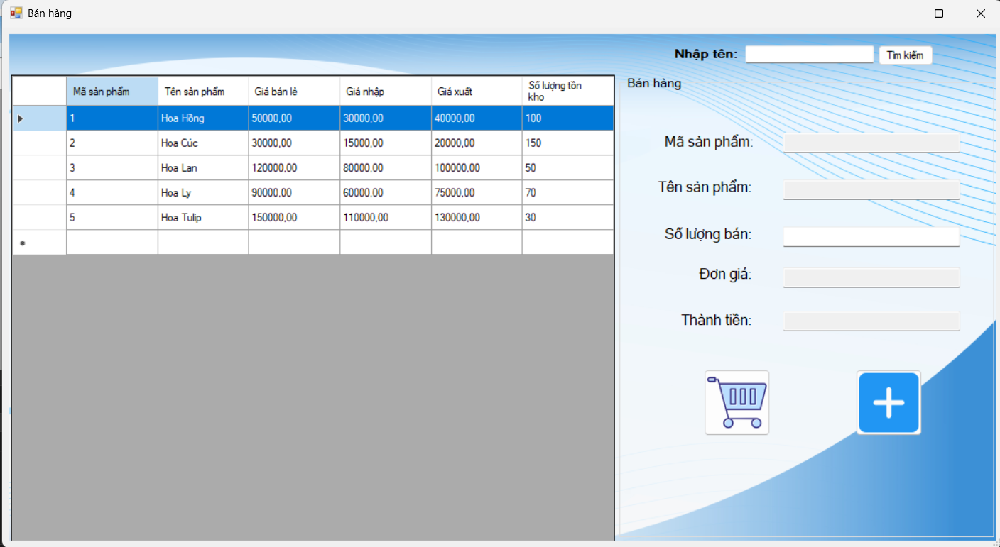 Bán hàng
Nhập tên:
Tìm kiếm
Mã sản phẩm Tên sản phẩm Giá bán lẻ Giá nhập Giá xuất Số lượng tồn kho
1 Hoa Hồng 50000,00 30000,00 40000,00 100
2 Hoa Cúc 30000,00 15000,00 20000,00 150
3 Hoa Lan 120000,00 80000,00 100000,00 50
4 Hoa Ly 90000,00 60000,00 75000,00 70
5 Hoa Tulip 150000,00 110000,00 130000,00 30
Bán hàng
Mã sản phẩm:
Tên sản phẩm:
Số lượng bán:
Đơn giá:
Thành tiền: